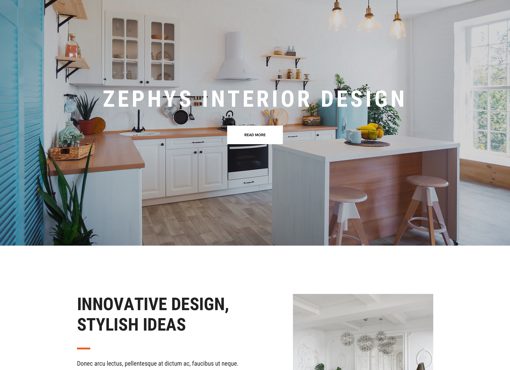 ZEPHYS INTERIOR DESIGN
READ MORE
INNOVATIVE DESIGN,
STYLISH IDEAS
Donec arcu lectus, pellentesque at dictum ac, faucibus ut neque.